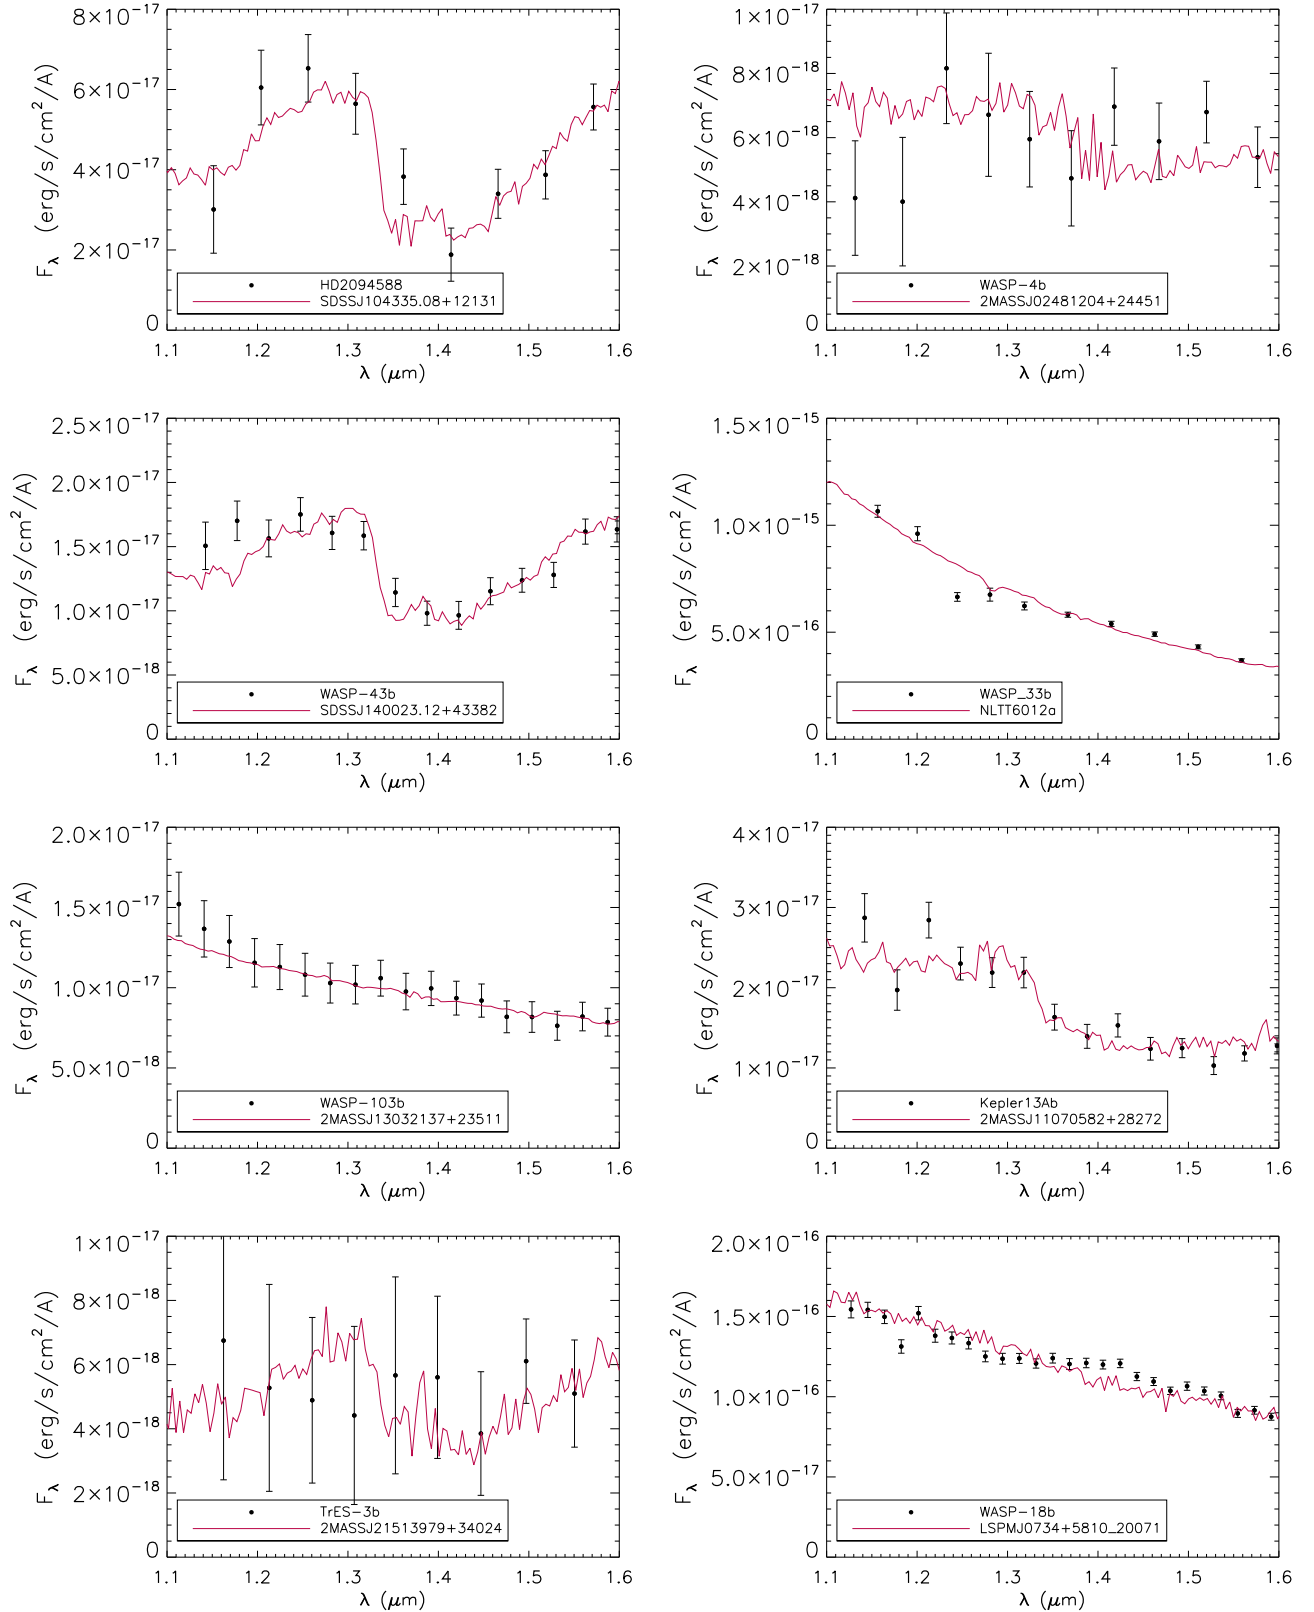 8×10⁻¹⁷
6×10⁻¹⁷
4×10⁻¹⁷
2×10⁻¹⁷
0
F_λ (erg/s/cm²/A)
HD2094588
SDSSJ104335.08+12131
1.1 1.2 1.3 1.4 1.5 1.6
λ (μm)
1×10⁻¹⁷
8×10⁻¹⁸
6×10⁻¹⁸
4×10⁻¹⁸
2×10⁻¹⁸
0
F_λ (erg/s/cm²/A)
WASP-4b
2MASSJ02481204+24451
1.1 1.2 1.3 1.4 1.5 1.6
λ (μm)
2.5×10⁻¹⁷
2.0×10⁻¹⁷
1.5×10⁻¹⁷
1.0×10⁻¹⁷
5.0×10⁻¹⁸
0
F_λ (erg/s/cm²/A)
WASP-43b
SDSSJ140023.12+43382
1.1 1.2 1.3 1.4 1.5 1.6
λ (μm)
1.5×10⁻¹⁵
1.0×10⁻¹⁵
5.0×10⁻¹⁶
0
F_λ (erg/s/cm²/A)
WASP_33b
NLTT6012a
1.1 1.2 1.3 1.4 1.5 1.6
λ (μm)
2.0×10⁻¹⁷
1.5×10⁻¹⁷
1.0×10⁻¹⁷
5.0×10⁻¹⁸
0
F_λ (erg/s/cm²/A)
WASP-103b
2MASSJ13032137+23511
1.1 1.2 1.3 1.4 1.5 1.6
λ (μm)
4×10⁻¹⁷
3×10⁻¹⁷
2×10⁻¹⁷
1×10⁻¹⁷
0
F_λ (erg/s/cm²/A)
Kepler13Ab
2MASSJ11070582+28272
1.1 1.2 1.3 1.4 1.5 1.6
λ (μm)
1×10⁻¹⁷
8×10⁻¹⁸
6×10⁻¹⁸
4×10⁻¹⁸
2×10⁻¹⁸
0
F_λ (erg/s/cm²/A)
TrES-3b
2MASSJ21513979+34024
1.1 1.2 1.3 1.4 1.5 1.6
λ (μm)
2.0×10⁻¹⁶
1.5×10⁻¹⁶
1.0×10⁻¹⁶
5.0×10⁻¹⁷
0
F_λ (erg/s/cm²/A)
WASP-18b
LSPMJ0734+5810_20071
1.1 1.2 1.3 1.4 1.5 1.6
λ (μm)